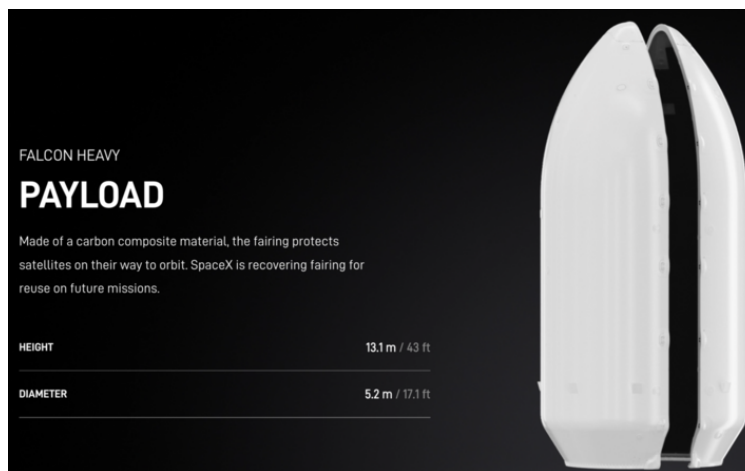 FALCON HEAVY
PAYLOAD
Made of a carbon composite material, the fairing protects
satellites on their way to orbit. SpaceX is recovering fairing for
reuse on future missions.
HEIGHT 13.1 m / 43 ft
DIAMETER 5.2 m / 17.1 ft